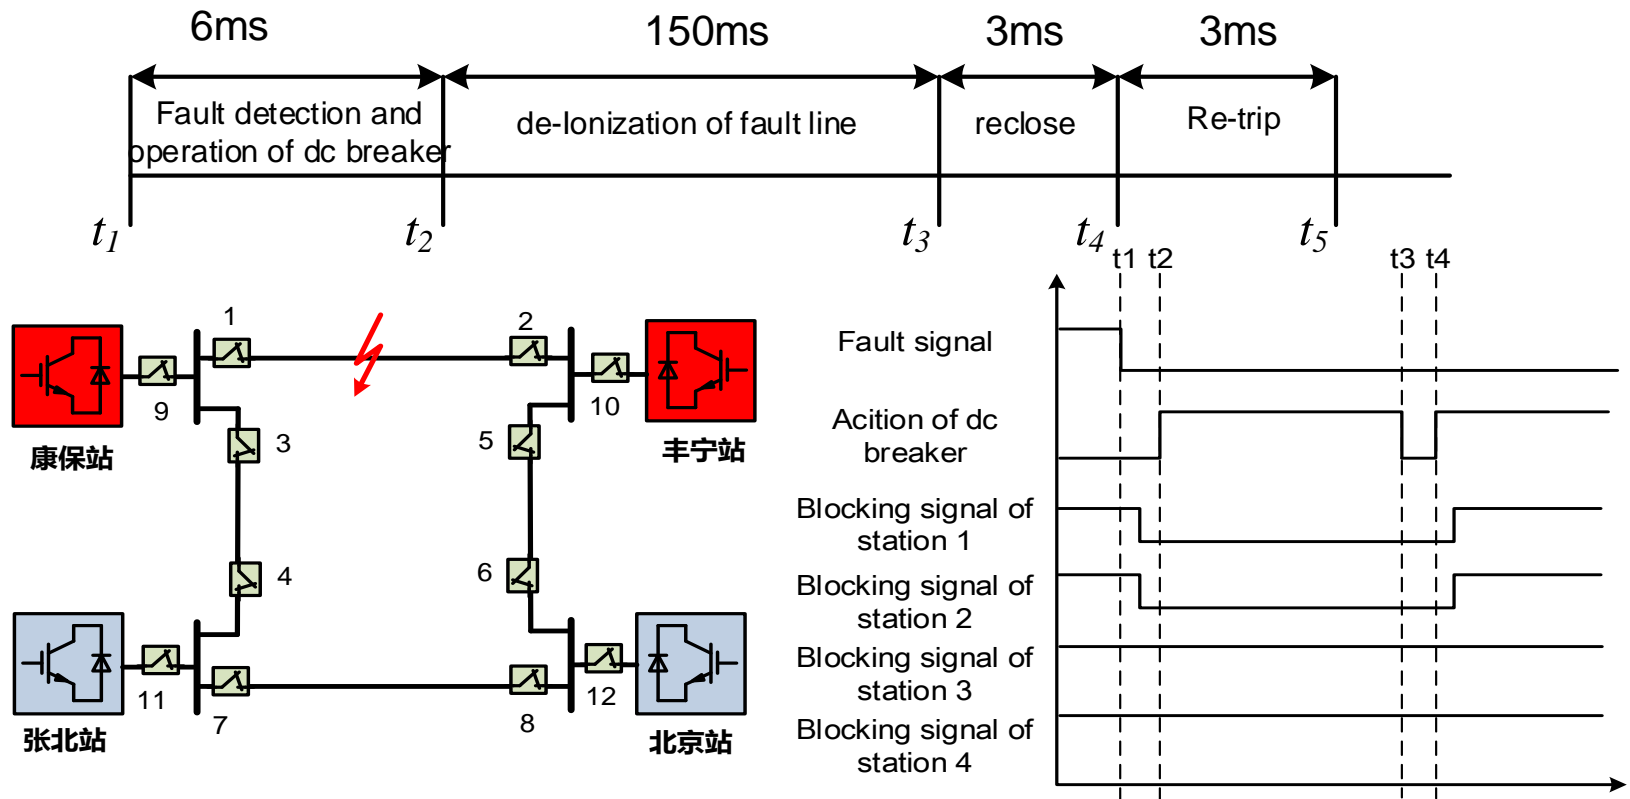 6ms
150ms
3ms
3ms
Fault detection and
operation of dc breaker
de-Ionization of fault line
reclose
Re-trip
t1
t2
t3
t4
t5
1
2
9
10
康保站
丰宁站
3
5
4
6
11
12
7
8
张北站
北京站
t1
t2
t3
t4
Fault signal
Acition of dc
breaker
Blocking signal of
station 1
Blocking signal of
station 2
Blocking signal of
station 3
Blocking signal of
station 4